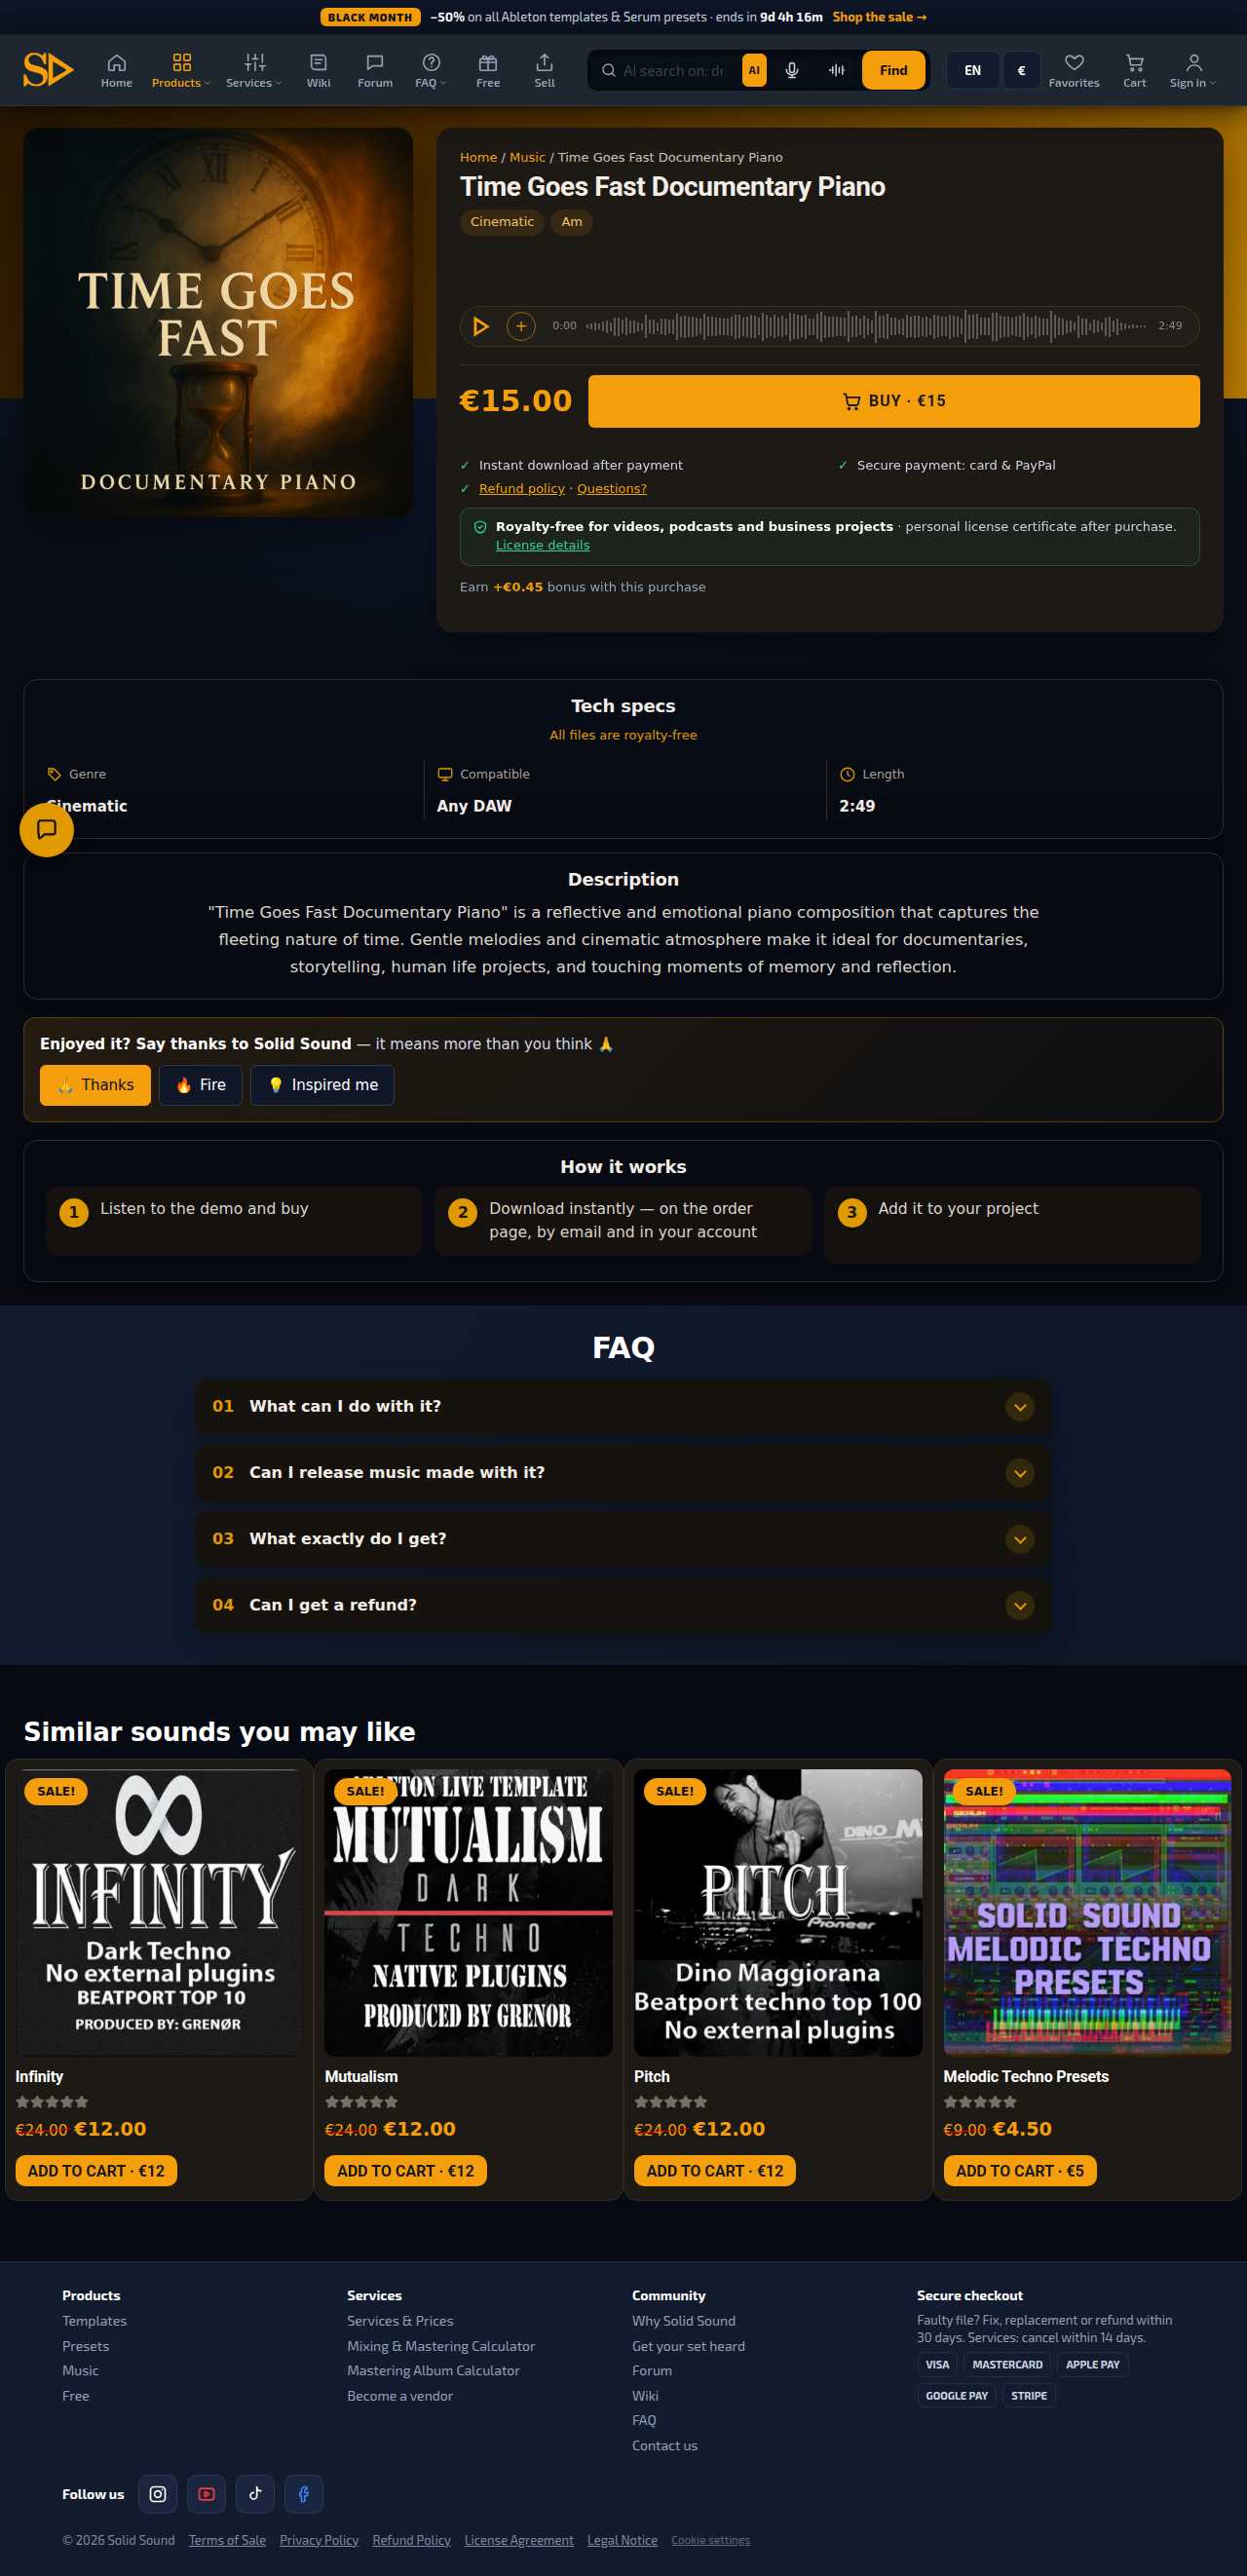 BLACK MONTH −50% on all Ableton templates & Serum presets · ends in 9d 4h 16m Shop the sale →
Home
Products
Services
Wiki
Forum
FAQ
Free
Sell
AI search on:
AI
Find
EN
€
Favorites
Cart
Sign in
TIME GOES
FAST
DOCUMENTARY PIANO
Home / Music / Time Goes Fast Documentary Piano
Time Goes Fast Documentary Piano
Cinematic Am
0:00
2:49
€15.00
BUY · €15
✓ Instant download after payment
✓ Secure payment: card & PayPal
✓ Refund policy · Questions?
Royalty-free for videos, podcasts and business projects · personal license certificate after purchase.
License details
Earn +€0.45 bonus with this purchase
Tech specs
All files are royalty-free
Genre
Cinematic
Compatible
Any DAW
Length
2:49
Description
"Time Goes Fast Documentary Piano" is a reflective and emotional piano composition that captures the
fleeting nature of time. Gentle melodies and cinematic atmosphere make it ideal for documentaries,
storytelling, human life projects, and touching moments of memory and reflection.
Enjoyed it? Say thanks to Solid Sound — it means more than you think 🙏
🙏 Thanks
🔥 Fire
💡 Inspired me
How it works
1 Listen to the demo and buy
2 Download instantly — on the order
page, by email and in your account
3 Add it to your project
FAQ
01 What can I do with it?
02 Can I release music made with it?
03 What exactly do I get?
04 Can I get a refund?
Similar sounds you may like
SALE!
INFINITY
Dark Techno
No external plugins
BEATPORT TOP 10
PRODUCED BY: GRENØR
Infinity
€24.00 €12.00
ADD TO CART · €12
SALE!
LIVE TEMPLATE
MUTUALISM
DARK
TECHNO
NATIVE PLUGINS
PRODUCED BY GRENOR
Mutualism
€24.00 €12.00
ADD TO CART · €12
SALE!
DINO M
PITCH
Pioneer
Dino Maggiorana
Beatport techno top 100
No external plugins
Pitch
€24.00 €12.00
ADD TO CART · €12
SALE!
SERUM
SOLID SOUND
MELODIC TECHNO
PRESETS
Melodic Techno Presets
€9.00 €4.50
ADD TO CART · €5
Products
Templates
Presets
Music
Free
Services
Services & Prices
Mixing & Mastering Calculator
Mastering Album Calculator
Become a vendor
Community
Why Solid Sound
Get your set heard
Forum
Wiki
FAQ
Contact us
Secure checkout
Faulty file? Fix, replacement or refund within
30 days. Services: cancel within 14 days.
VISA MASTERCARD APPLE PAY
GOOGLE PAY STRIPE
Follow us
© 2026 Solid Sound Terms of Sale Privacy Policy Refund Policy License Agreement Legal Notice Cookie settings